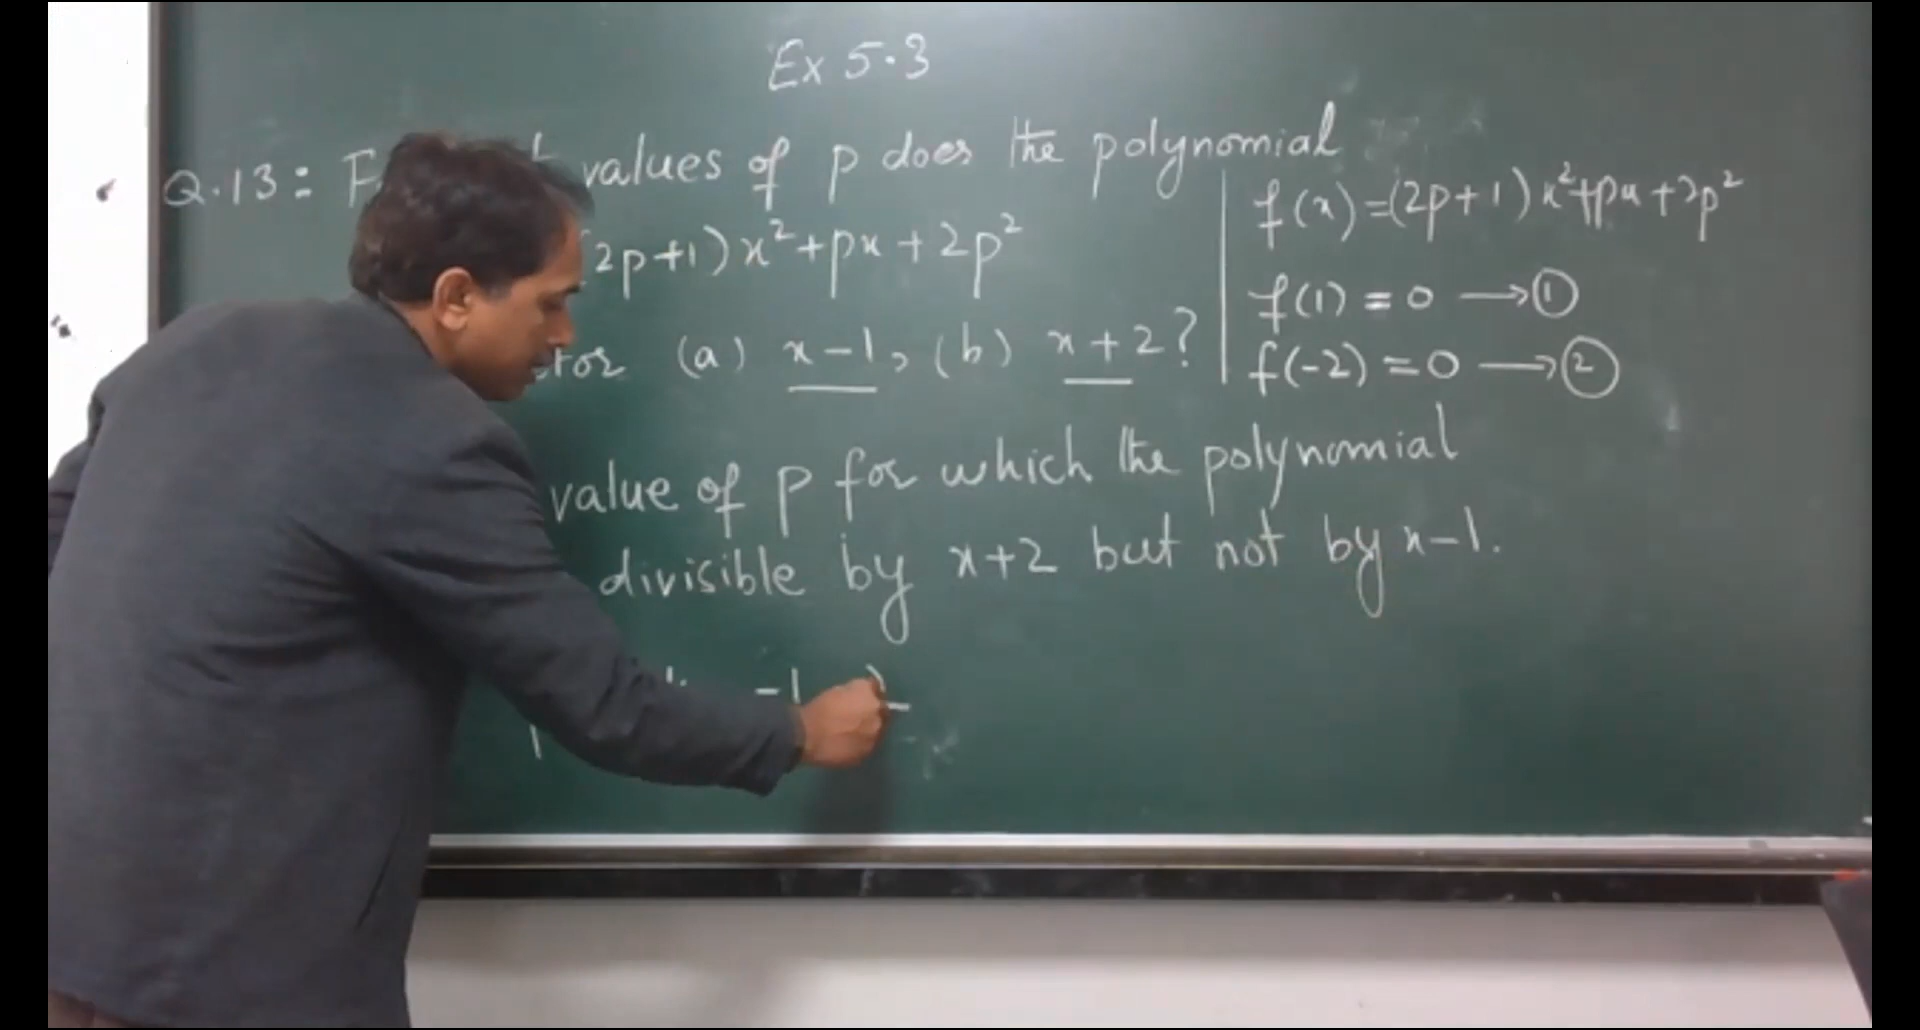 Ex 5.3
Q.13: values of p does the polynomial
2p+1)x²+px+2p²
(a) x-1, (b) x+2?
f(x)=(2p+1)x²+px+2p²
f(1)=0 →①
f(-2)=0 →②
value of p for which the polynomial
divisible by x+2 but not by x-1.
-1